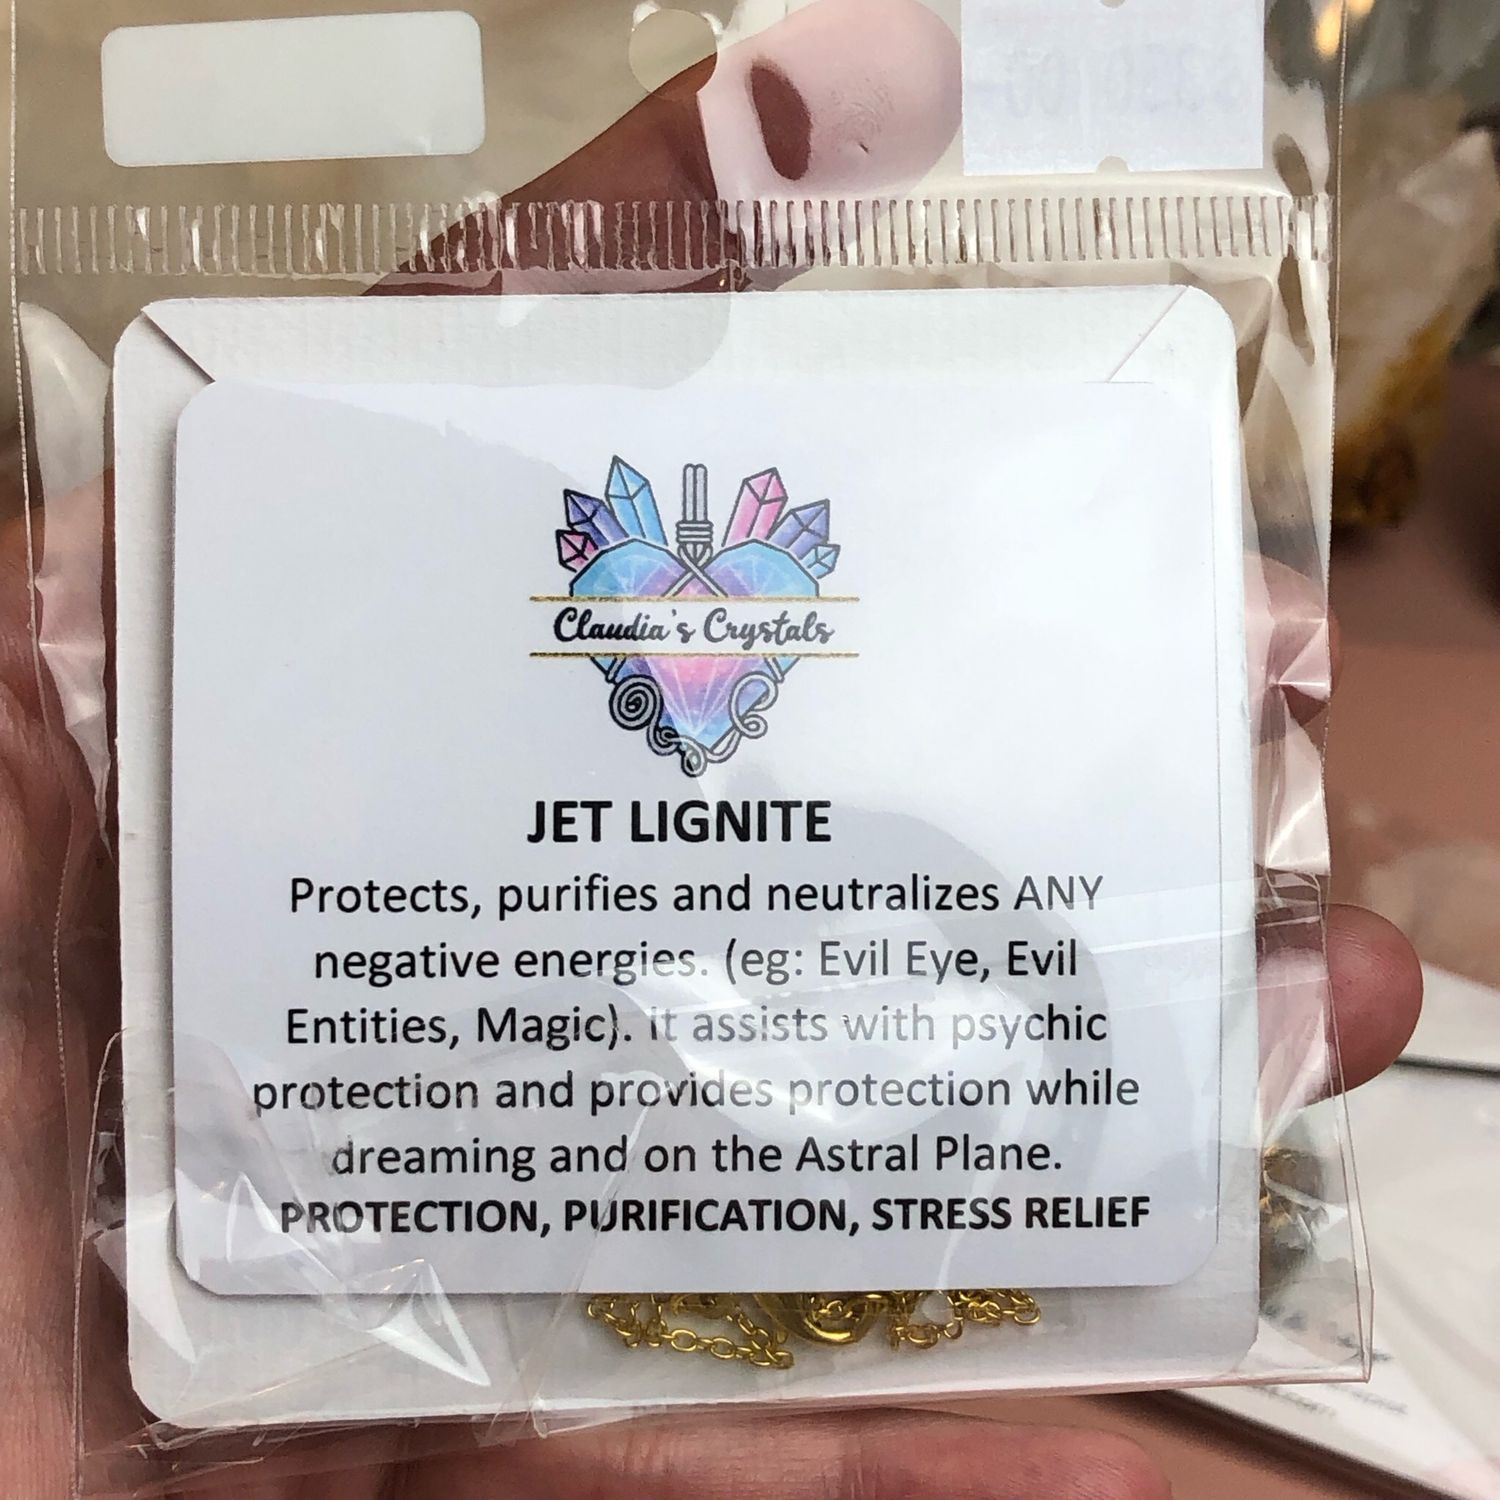 Claudia's Crystals
JET LIGNITE
Protects, purifies and neutralizes ANY
negative energies. (eg: Evil Eye, Evil
Entities, Magic). it assists with psychic
protection and provides protection while
dreaming and on the Astral Plane.
PROTECTION, PURIFICATION, STRESS RELIEF